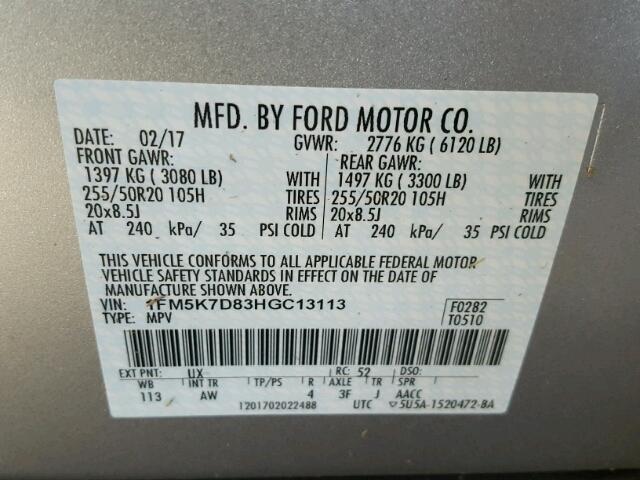 MFD. BY FORD MOTOR CO.
DATE: 02/17 GVWR: 2776 KG ( 6120 LB)
FRONT GAWR: REAR GAWR:
1397 KG ( 3080 LB) WITH 1497 KG ( 3300 LB) WITH
255/50R20 105H TIRES 255/50R20 105H TIRES
20x8.5J RIMS 20x8.5J RIMS
AT 240 kPa/ 35 PSI COLD AT 240 kPa/ 35 PSI COLD
THIS VEHICLE CONFORMS TO ALL APPLICABLE FEDERAL MOTOR
VEHICLE SAFETY STANDARDS IN EFFECT ON THE DATE OF
MANUFACTURE SHOWN ABOVE.
VIN: 1FM5K7D83HGC13113 F0282
TYPE: MPV T0510
EXT PNT: UX RC: 52 DSO:
WB INT TR TP/PS R AXLE TR SPR
113 AW 4 3F J AACC
1201702022488 UTC 5U5A-1520472-BA